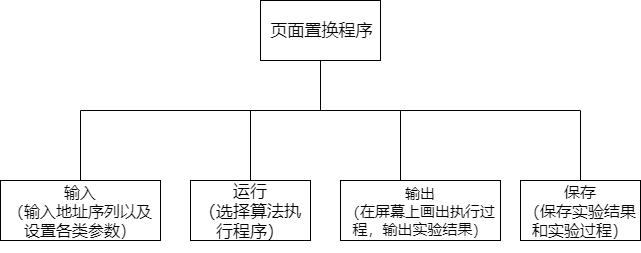 页面置换程序
输入
（输入地址序列以及
设置各类参数）
运行
（选择算法执
行程序）
输出
（在屏幕上画出执行过
程，输出实验结果）
保存
（保存实验结果
和实验过程）